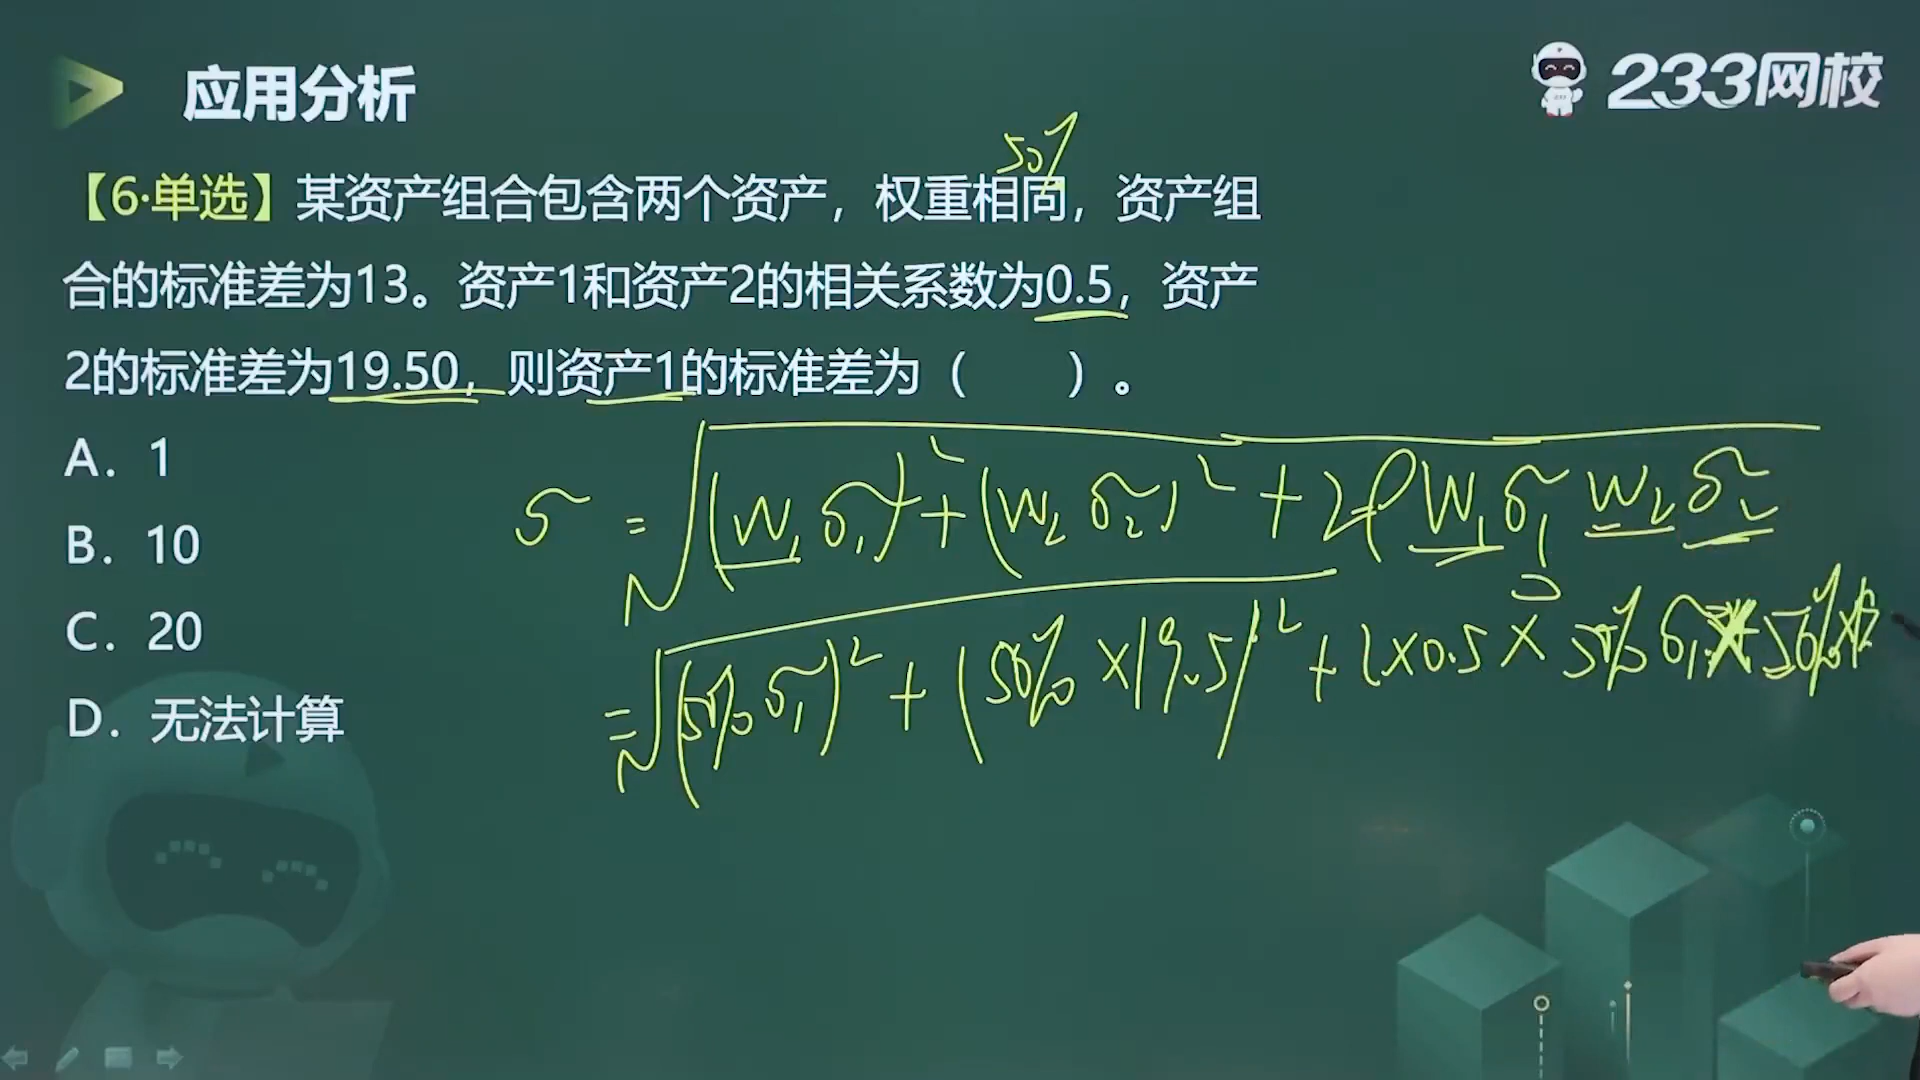 应用分析
233网校
50%
【6·单选】某资产组合包含两个资产，权重相同，资产组
合的标准差为13。资产1和资产2的相关系数为0.5，资产
2的标准差为19.50，则资产1的标准差为（　　）。
A. 1
B. 10
C. 20
D. 无法计算
σ = √(W₁σ₁)² + (W₂σ₂)² + 2ρW₁σ₁W₂σ₂
= √(50%σ₁)² + (50%×19.5)² + 2×0.5×50%σ₁×50%×